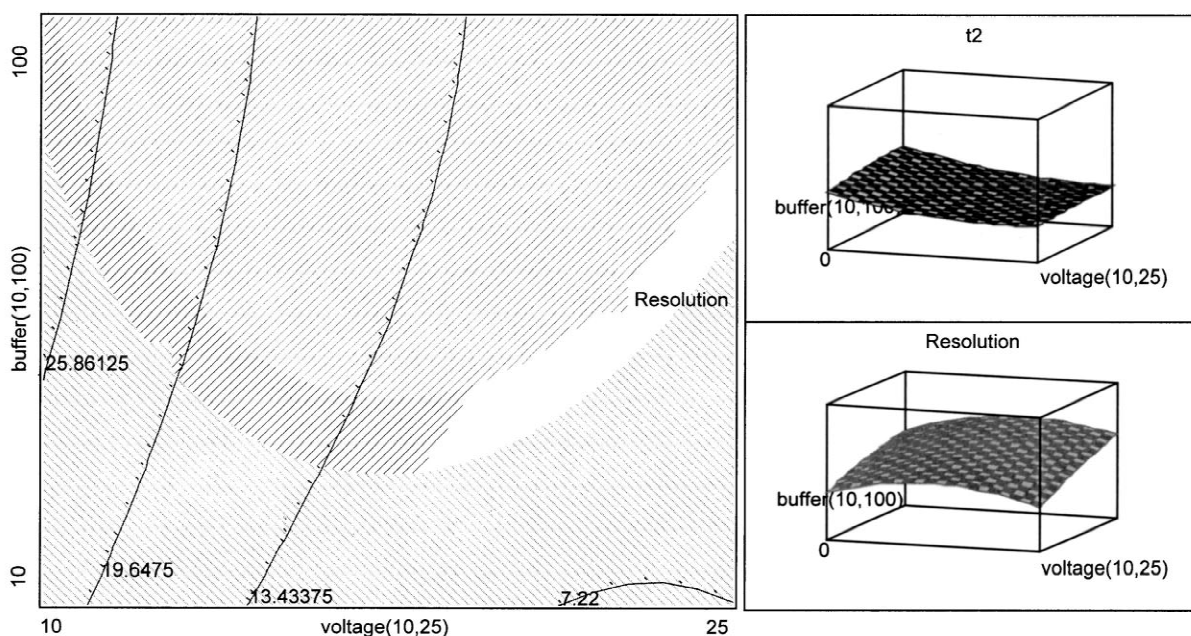 100
buffer(10,100)
10
25.86125
19.6475
13.43375
7.22
Resolution
10
voltage(10,25)
25
t2
buffer(10,100)
0
voltage(10,25)
Resolution
buffer(10,100)
0
voltage(10,25)